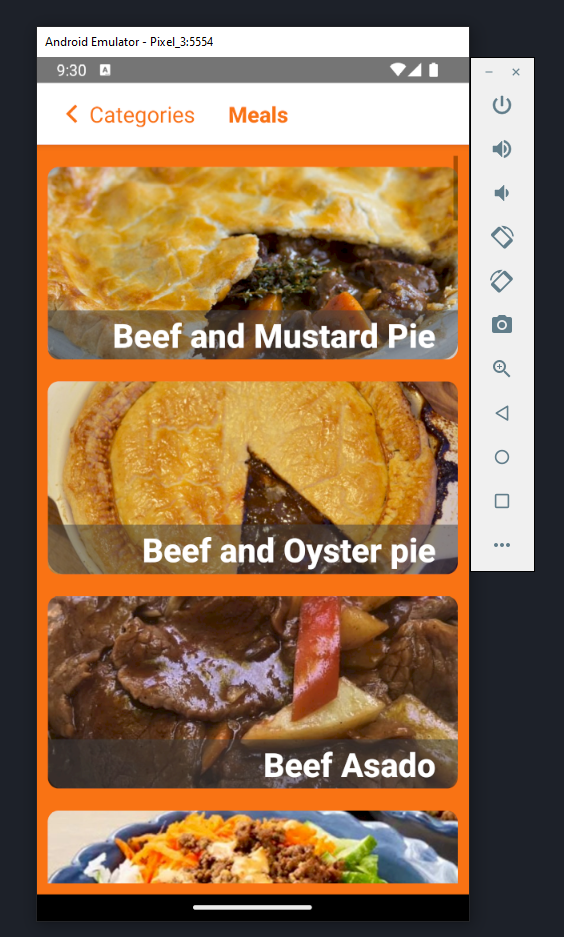 Android Emulator - Pixel_3:5554
9:30 A
Categories Meals
Beef and Mustard Pie
Beef and Oyster pie
Beef Asado